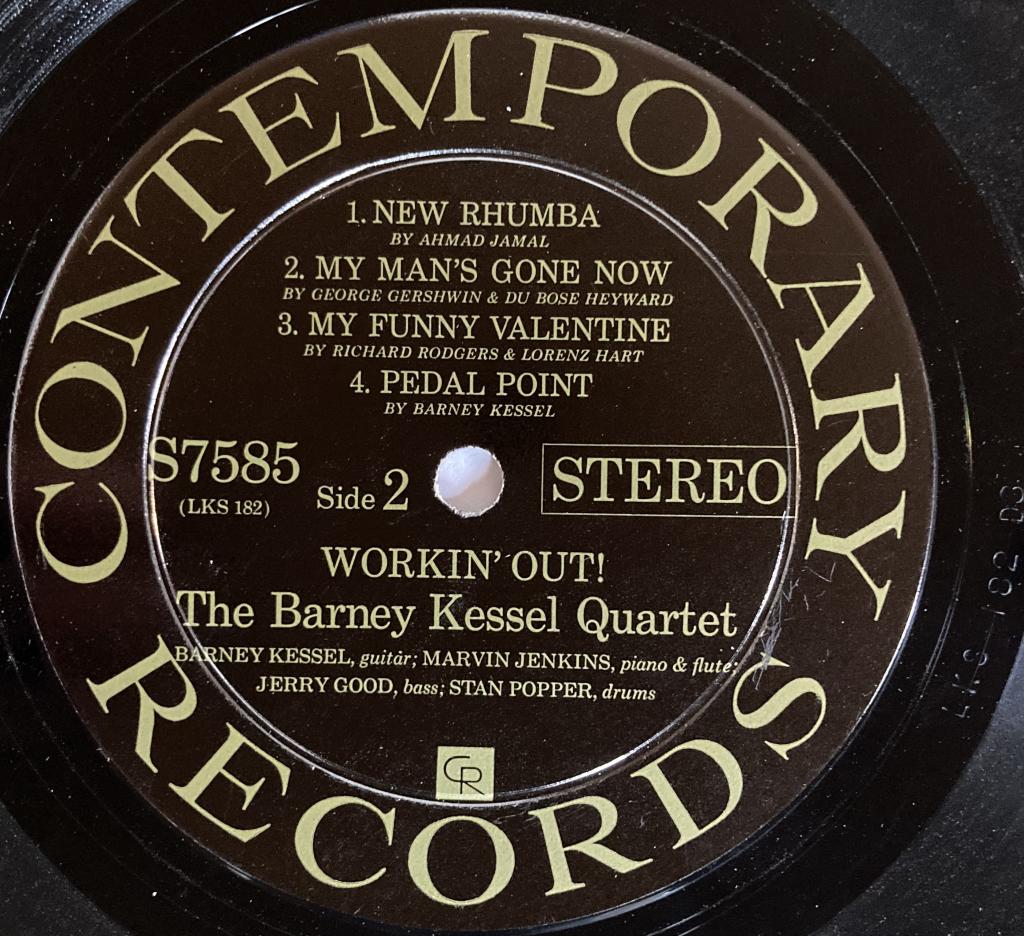 CONTEMPORARY
1. NEW RHUMBA
BY AHMAD JAMAL
2. MY MAN'S GONE NOW
BY GEORGE GERSHWIN & DU BOSE HEYWARD
3. MY FUNNY VALENTINE
BY RICHARD RODGERS & LORENZ HART
4. PEDAL POINT
BY BARNEY KESSEL
S7585
(LKS 182)
Side 2
STEREO
WORKIN' OUT!
The Barney Kessel Quartet
BARNEY KESSEL, guitar; MARVIN JENKINS, piano & flute;
JERRY GOOD, bass; STAN POPPER, drums
CR
RECORDS
LKS-182 D3